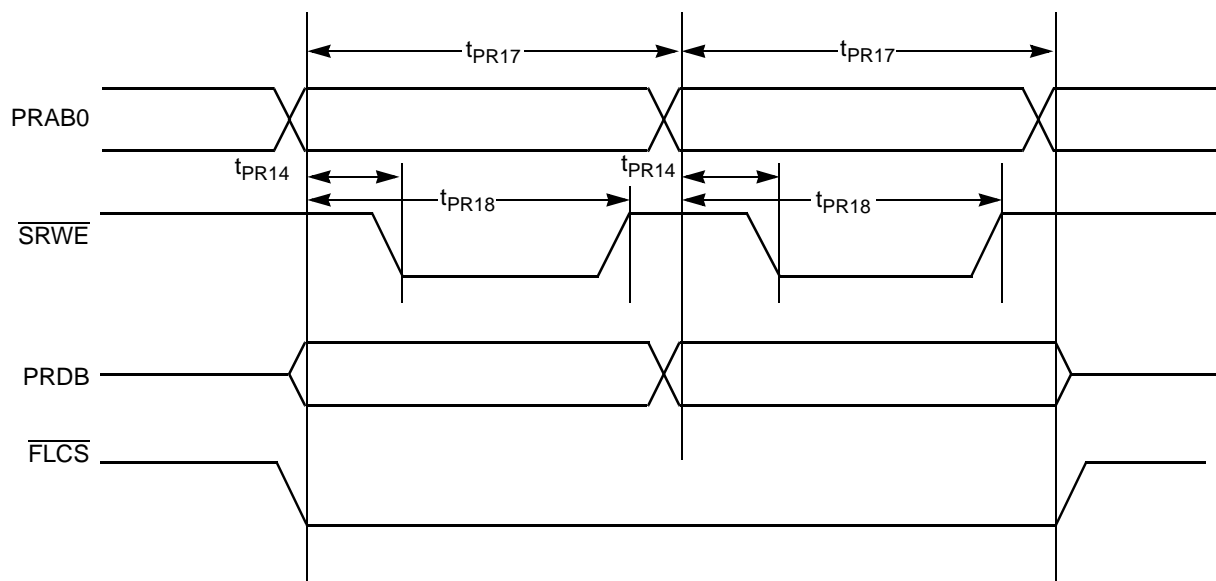 tPR17
tPR17
PRAB0
tPR14
tPR14
tPR18
tPR18
SRWE
PRDB
FLCS